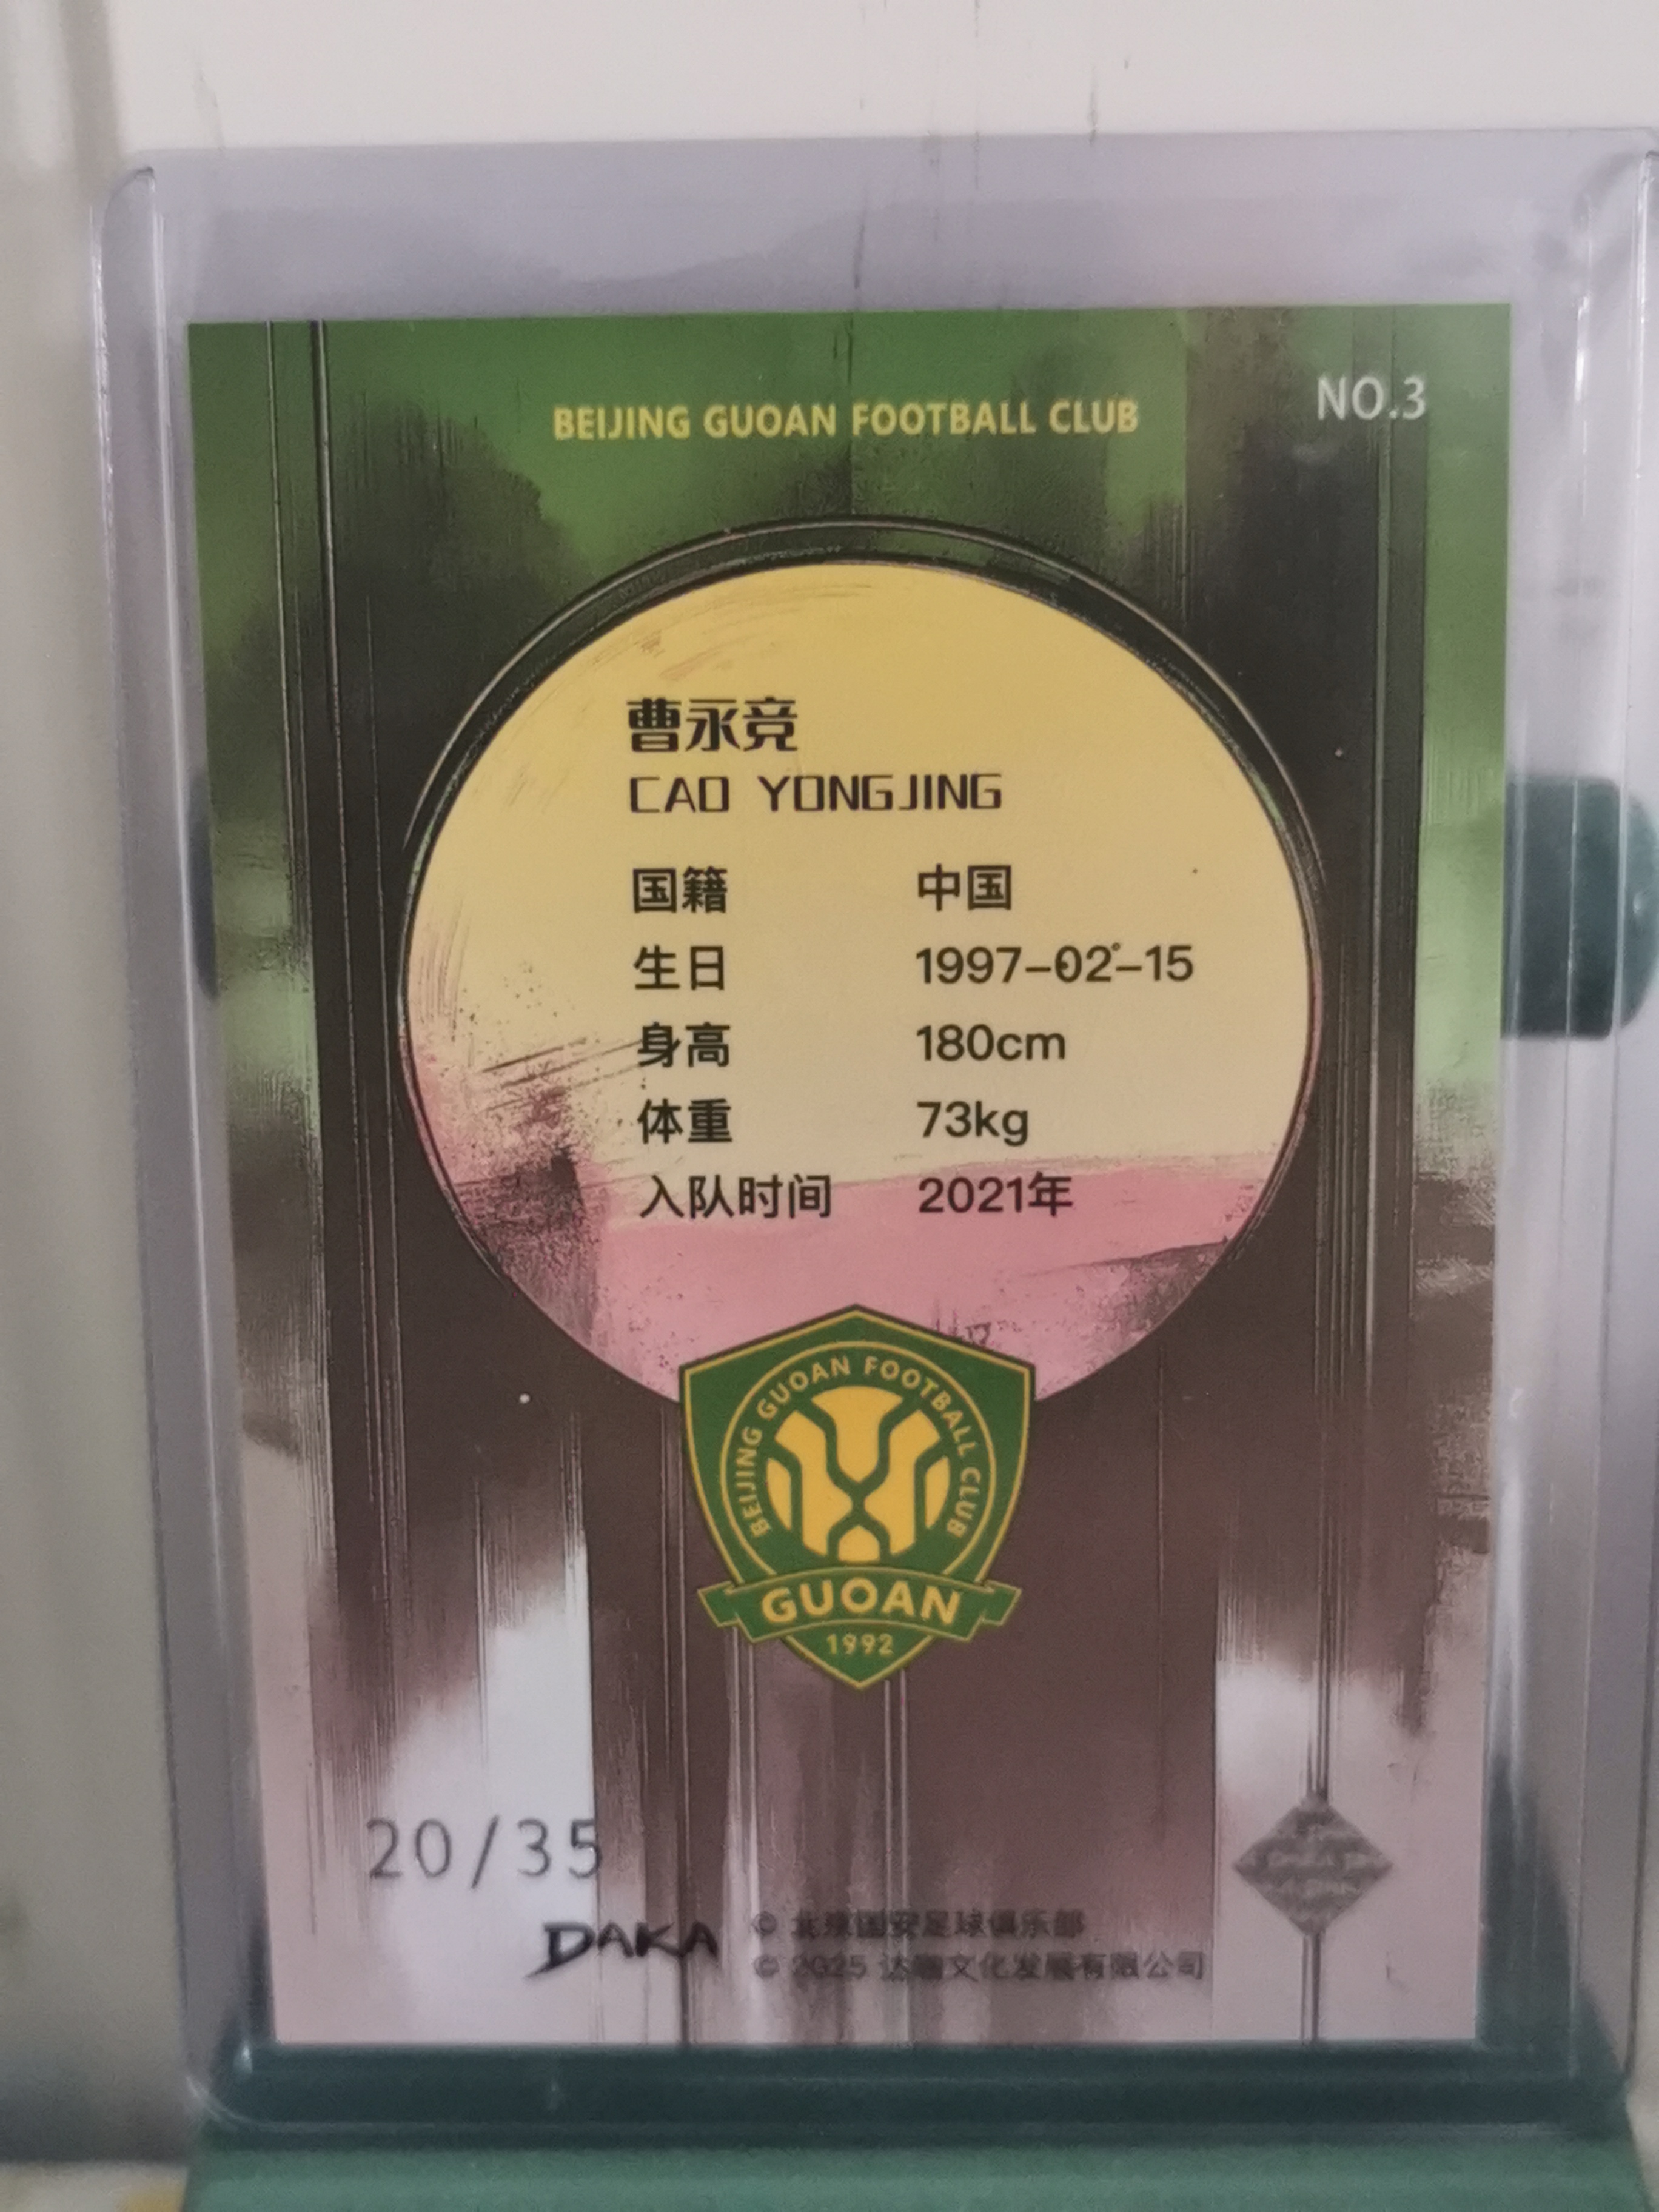 BEIJING GUOAN FOOTBALL CLUB
NO.3
曹永竞
CAO YONGJING
国籍 中国
生日 1997-02-15
身高 180cm
体重 73kg
入队时间 2021年
BEIJING GUOAN FOOTBALL CLUB
GUOAN
1992
20/35
DAKA
© 北京国安足球俱乐部
© 2025 达咖文化发展有限公司